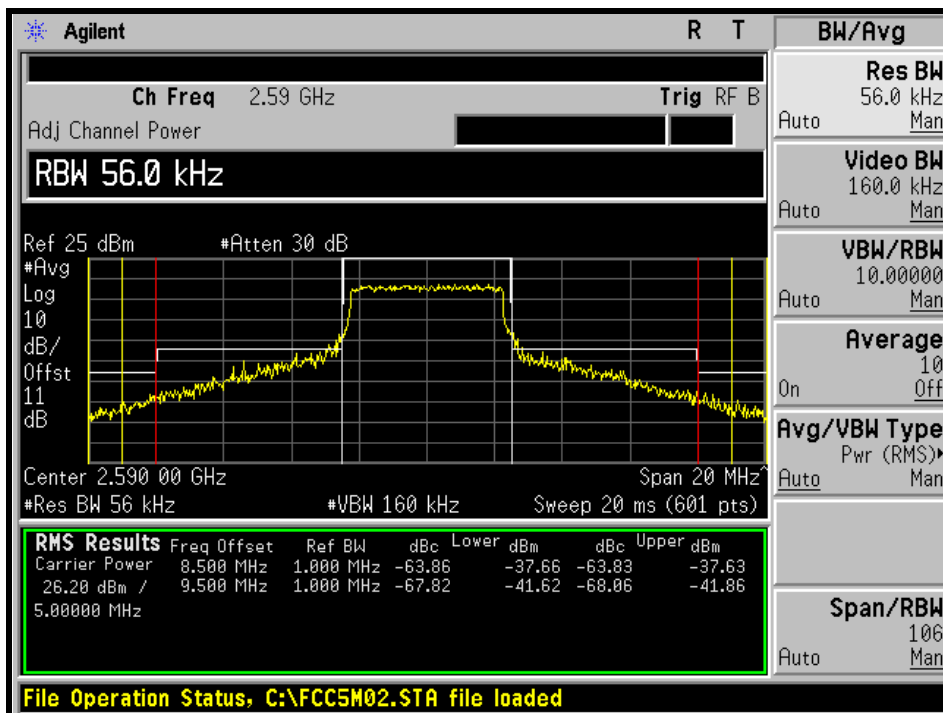 Agilent R T
Ch Freq 2.59 GHz Trig RF B
Adj Channel Power
RBW 56.0 kHz
Ref 25 dBm #Atten 30 dB
#Avg
Log
10
dB/
Offst
11
dB
Center 2.590 00 GHz Span 20 MHz^
#Res BW 56 kHz #VBW 160 kHz Sweep 20 ms (601 pts)
RMS Results Freq Offset Ref BW dBc Lower dBm dBc Upper dBm
Carrier Power 8.500 MHz 1.000 MHz -63.86 -37.66 -63.83 -37.63
26.20 dBm / 9.500 MHz 1.000 MHz -67.82 -41.62 -68.06 -41.86
5.00000 MHz
File Operation Status, C:\FCC5M02.STA file loaded
BW/Avg
Res BW
56.0 kHz
Auto Man
Video BW
160.0 kHz
Auto Man
VBW/RBW
10.00000
Auto Man
Average
10
On Off
Avg/VBW Type
Pwr (RMS)▸
Auto Man
Span/RBW
106
Auto Man